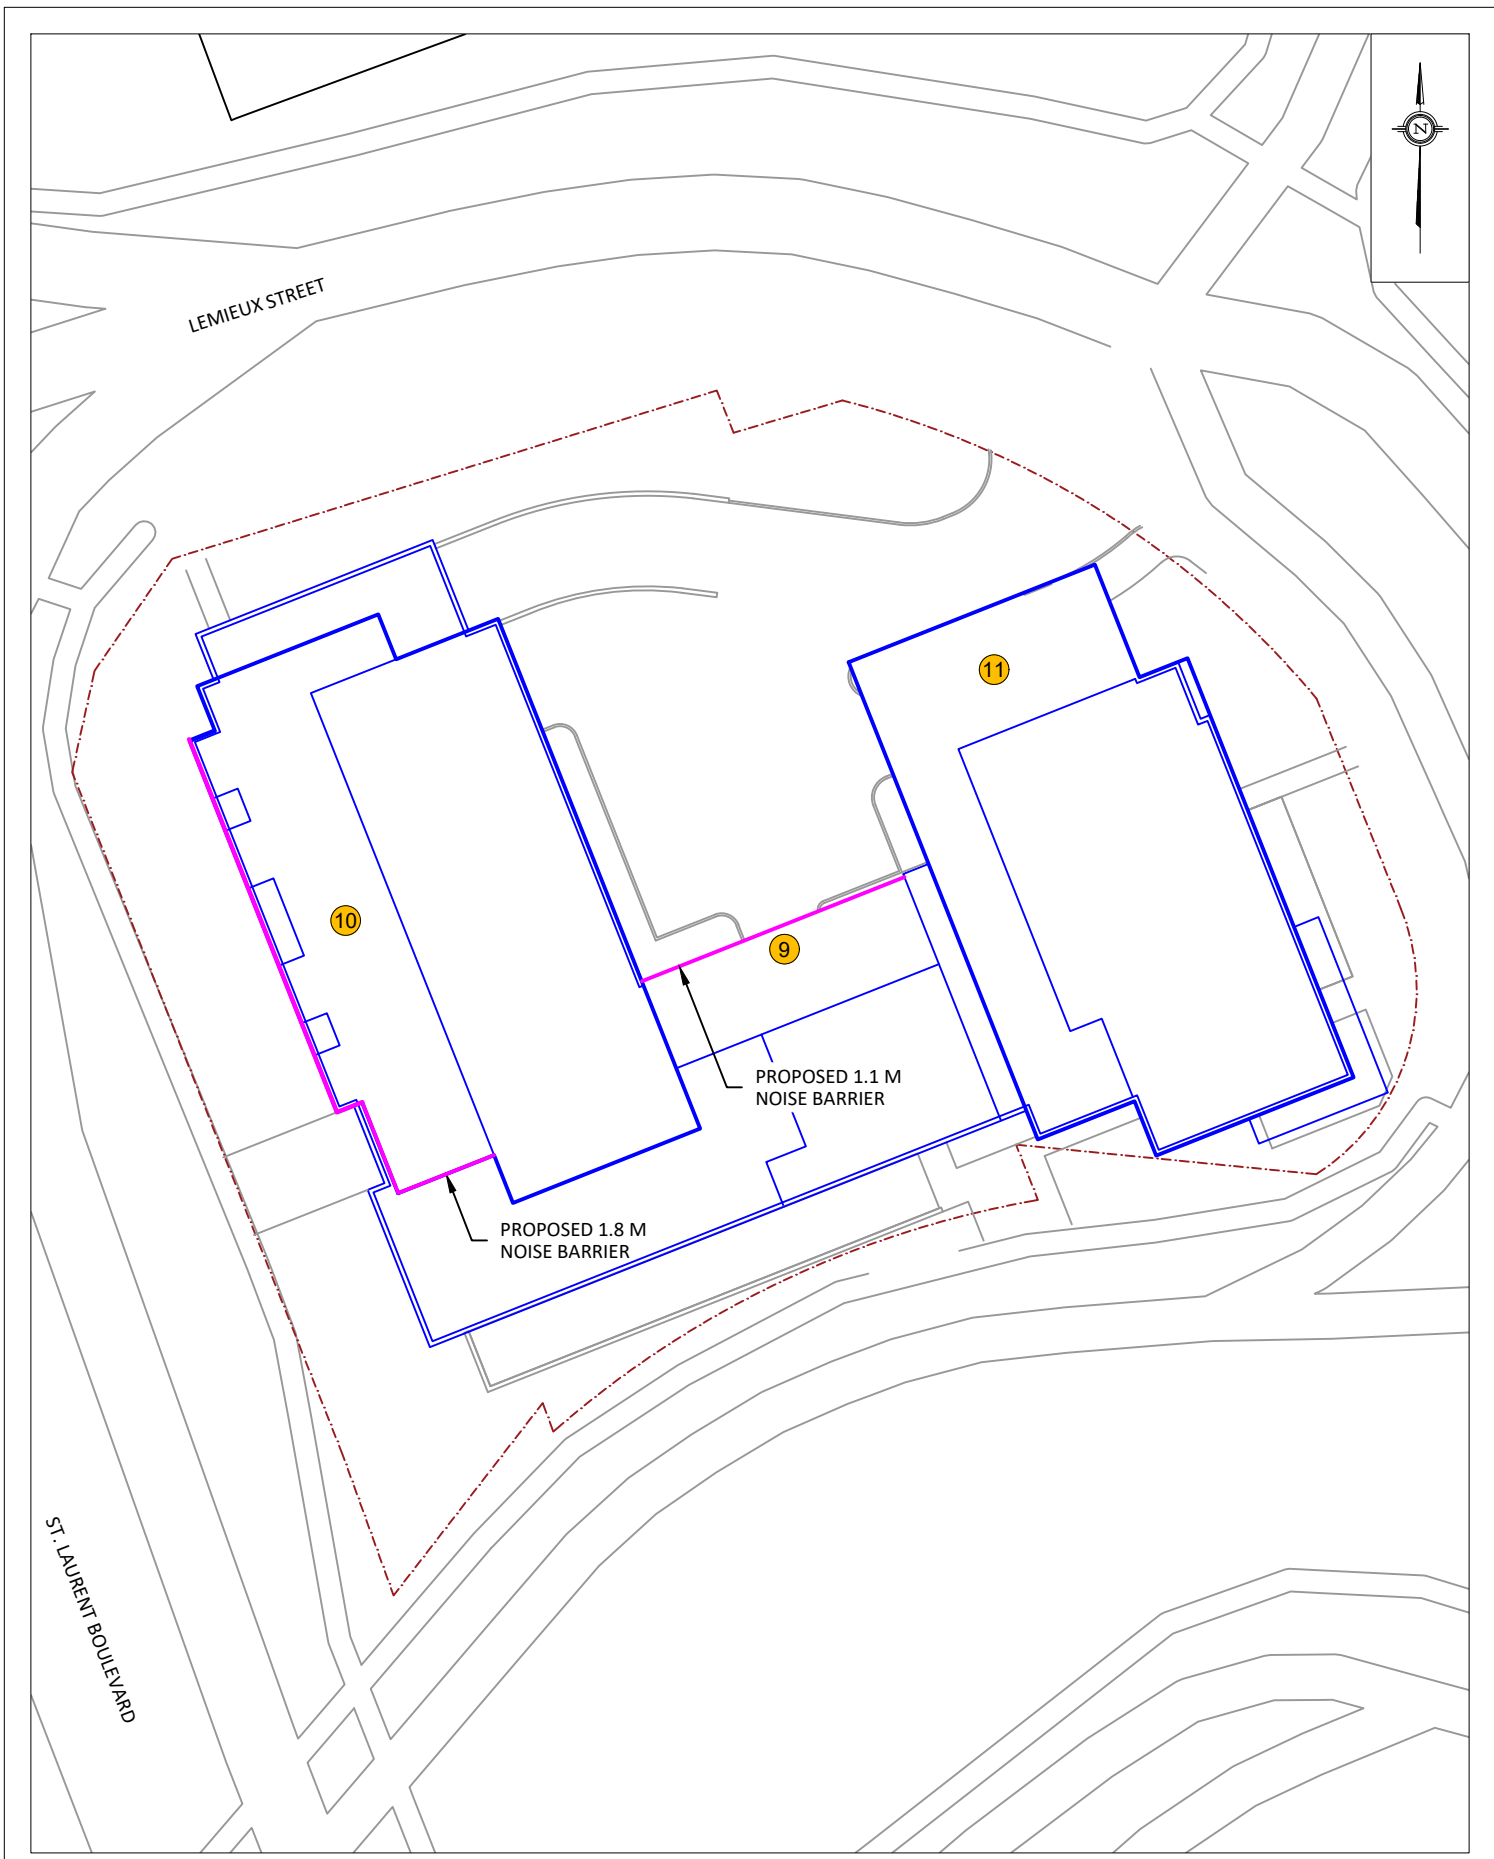 N
LEMIEUX STREET
11
10
9
PROPOSED 1.1 M
NOISE BARRIER
PROPOSED 1.8 M
NOISE BARRIER
ST. LAURENT BOULEVARD